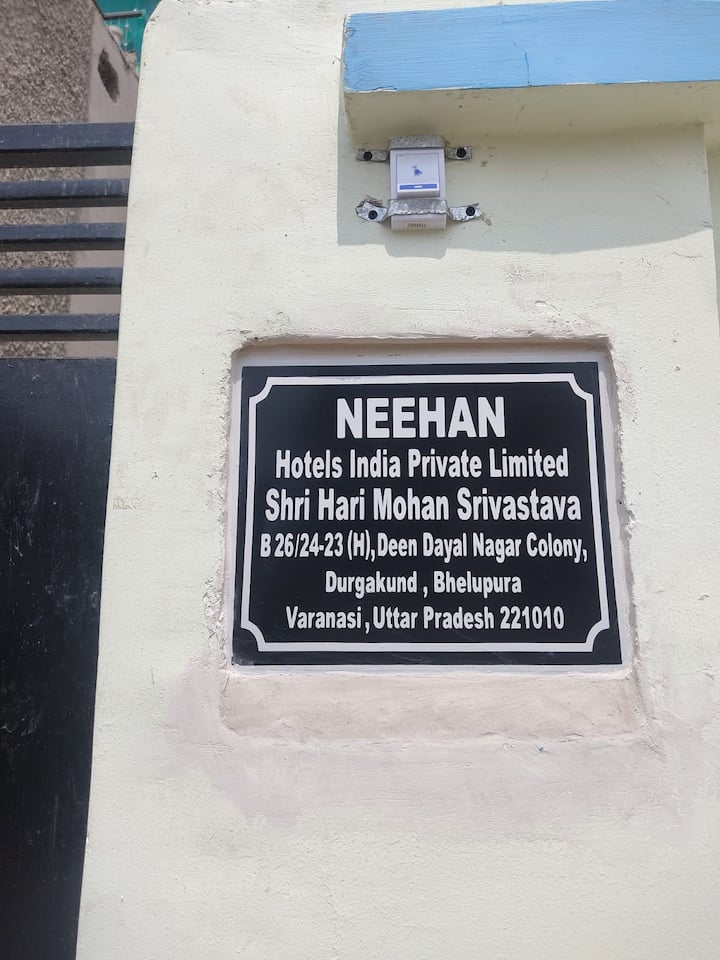 NEEHAN
Hotels India Private Limited
Shri Hari Mohan Srivastava
B 26/24-23 (H), Deen Dayal Nagar Colony,
Durgakund , Bhelupura
Varanasi , Uttar Pradesh 221010